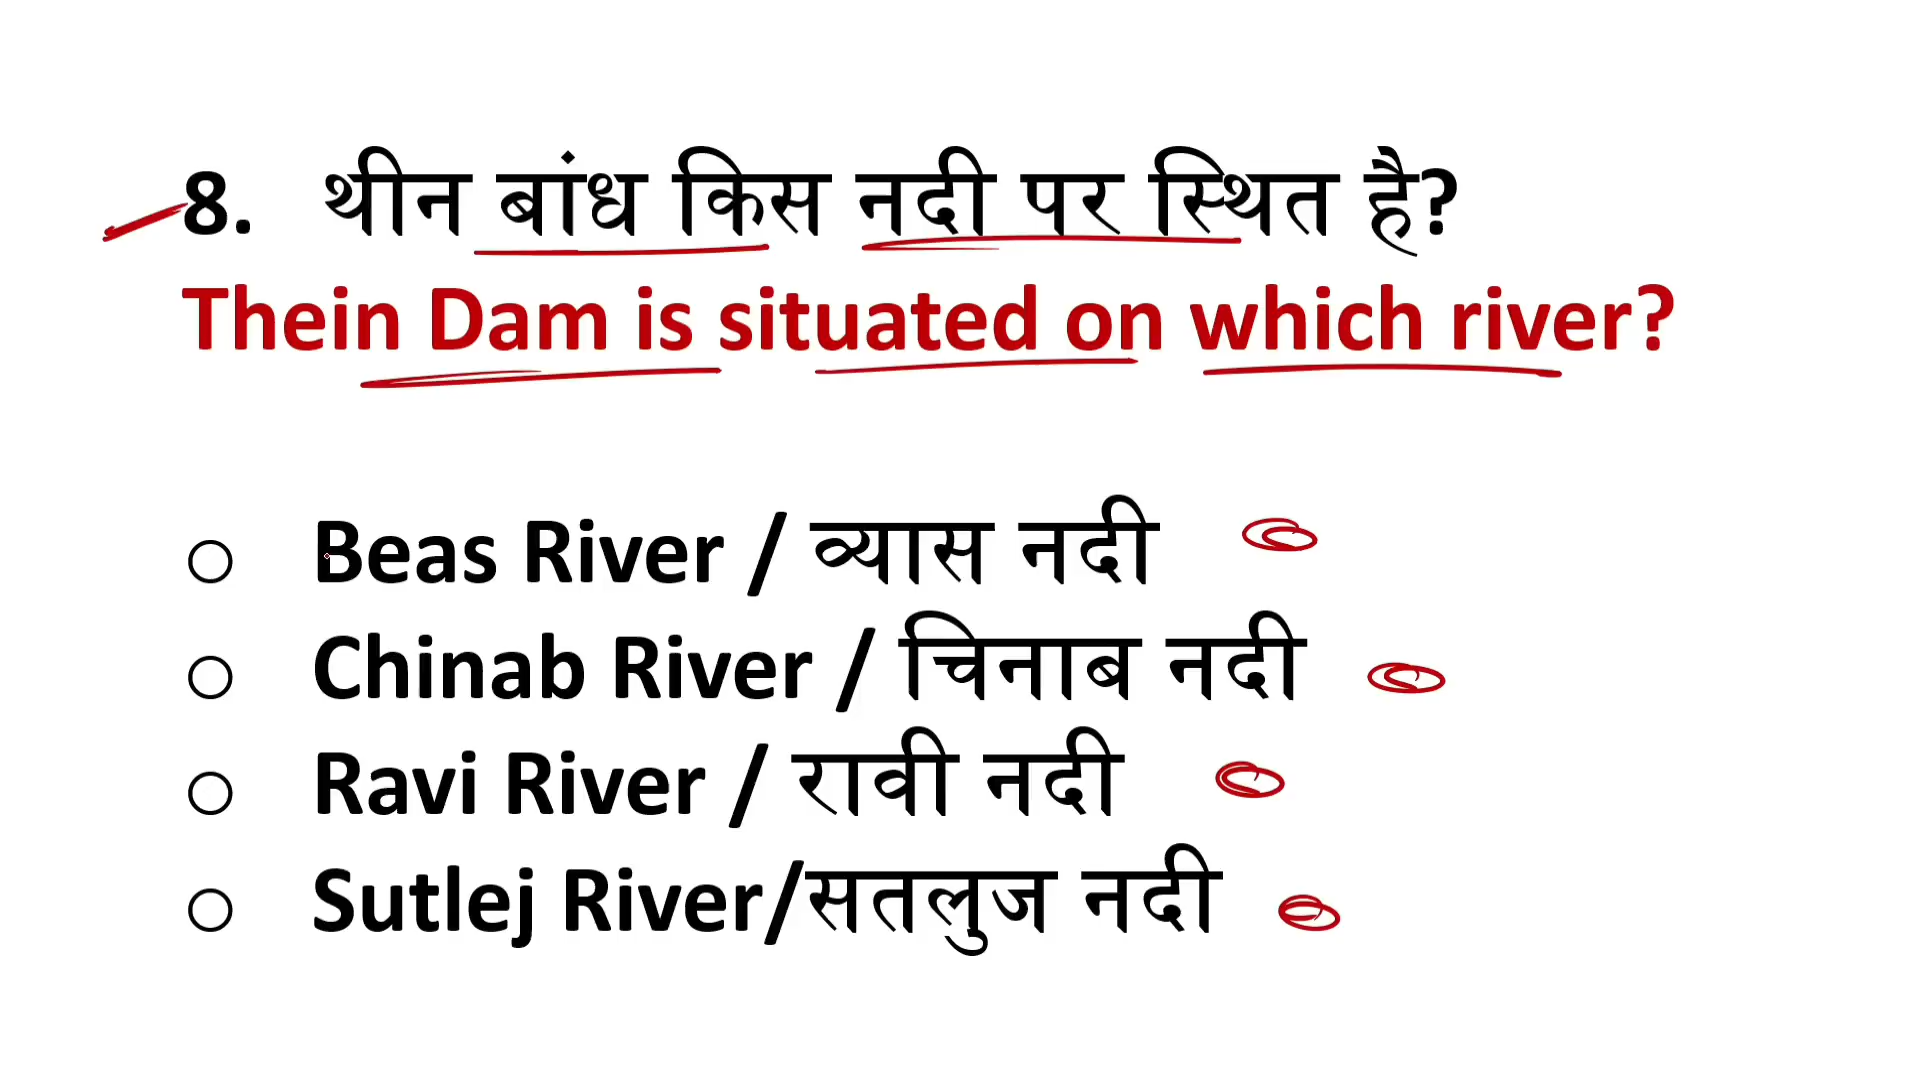 8. थीन बांध किस नदी पर स्थित है?
Thein Dam is situated on which river?
Beas River / व्यास नदी
Chinab River / चिनाब नदी
Ravi River / रावी नदी
Sutlej River/सतलुज नदी